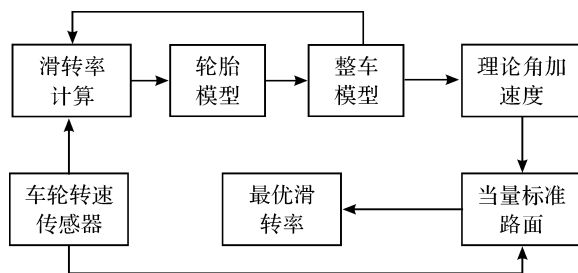 滑转率
计算
轮胎
模型
整车
模型
理论角加
速度
车轮转速
传感器
最优滑
转率
当量标准
路面